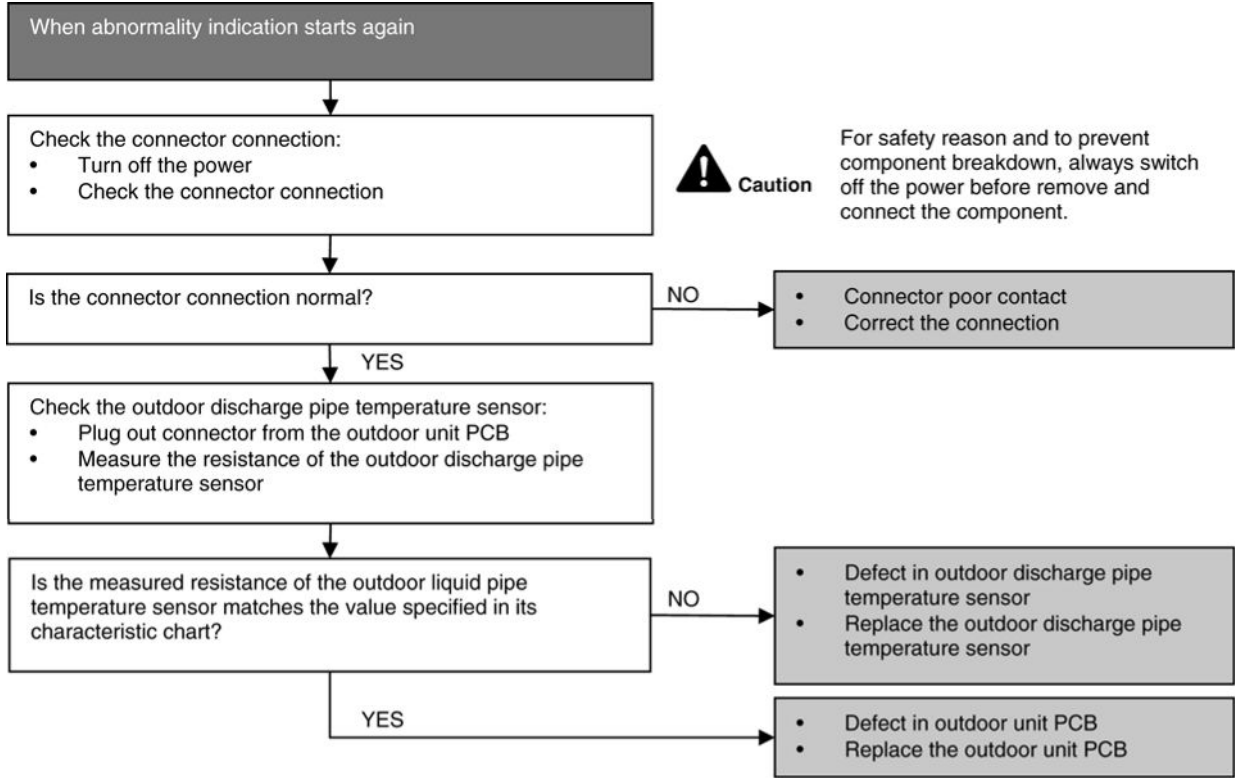 When abnormality indication starts again
Check the connector connection:
• Turn off the power
• Check the connector connection
Caution
For safety reason and to prevent
component breakdown, always switch
off the power before remove and
connect the component.
Is the connector connection normal?
NO
• Connector poor contact
• Correct the connection
YES
Check the outdoor discharge pipe temperature sensor:
• Plug out connector from the outdoor unit PCB
• Measure the resistance of the outdoor discharge pipe
temperature sensor
Is the measured resistance of the outdoor liquid pipe
temperature sensor matches the value specified in its
characteristic chart?
NO
• Defect in outdoor discharge pipe
temperature sensor
• Replace the outdoor discharge pipe
temperature sensor
YES
• Defect in outdoor unit PCB
• Replace the outdoor unit PCB